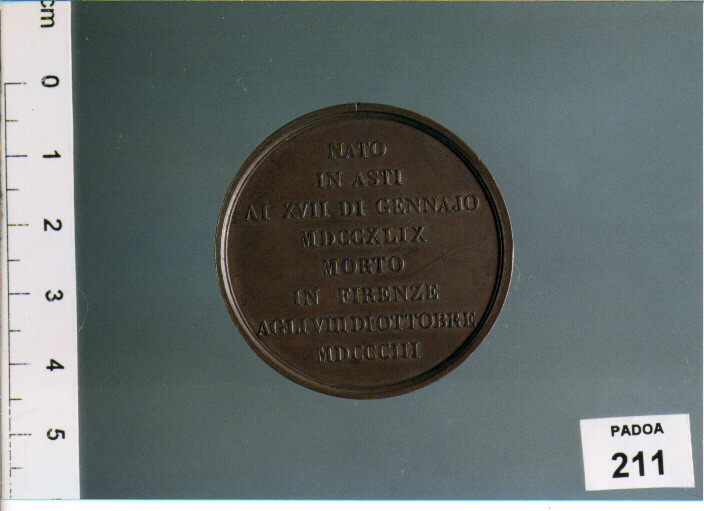 NATO
IN ASTI
AI XVII DI GENNAJO
MDCCXLIX
MORTO
IN FIRENZE
AGLI VIII DI OTTOBRE
MDCCCIII
cm
0
1
2
3
4
5
PADOA
211